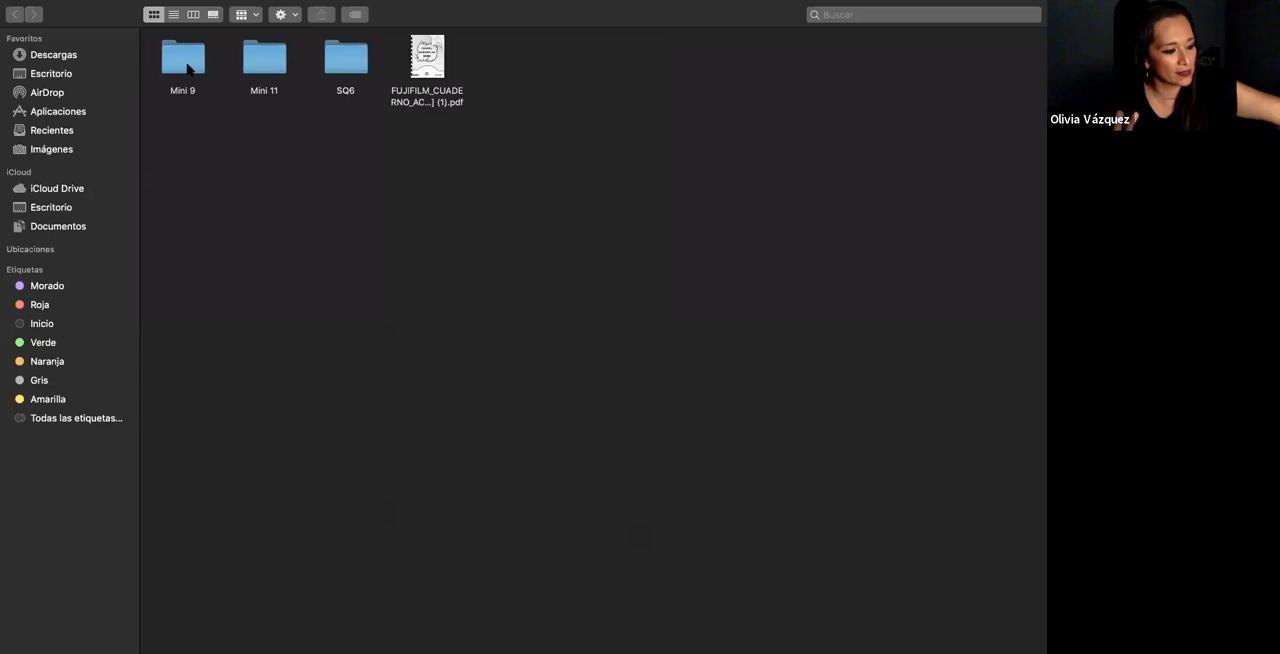 Buscar
Favoritos
Descargas
Escritorio
AirDrop
Aplicaciones
Recientes
Imágenes
iCloud
iCloud Drive
Escritorio
Documentos
Ubicaciones
Etiquetas
Morado
Roja
Inicio
Verde
Naranja
Gris
Amarilla
Todas las etiquetas...
Mini 9
Mini 11
SQ6
FUJIFILM_CUADE
RNO_AC...] (1).pdf
Olivia Vázquez